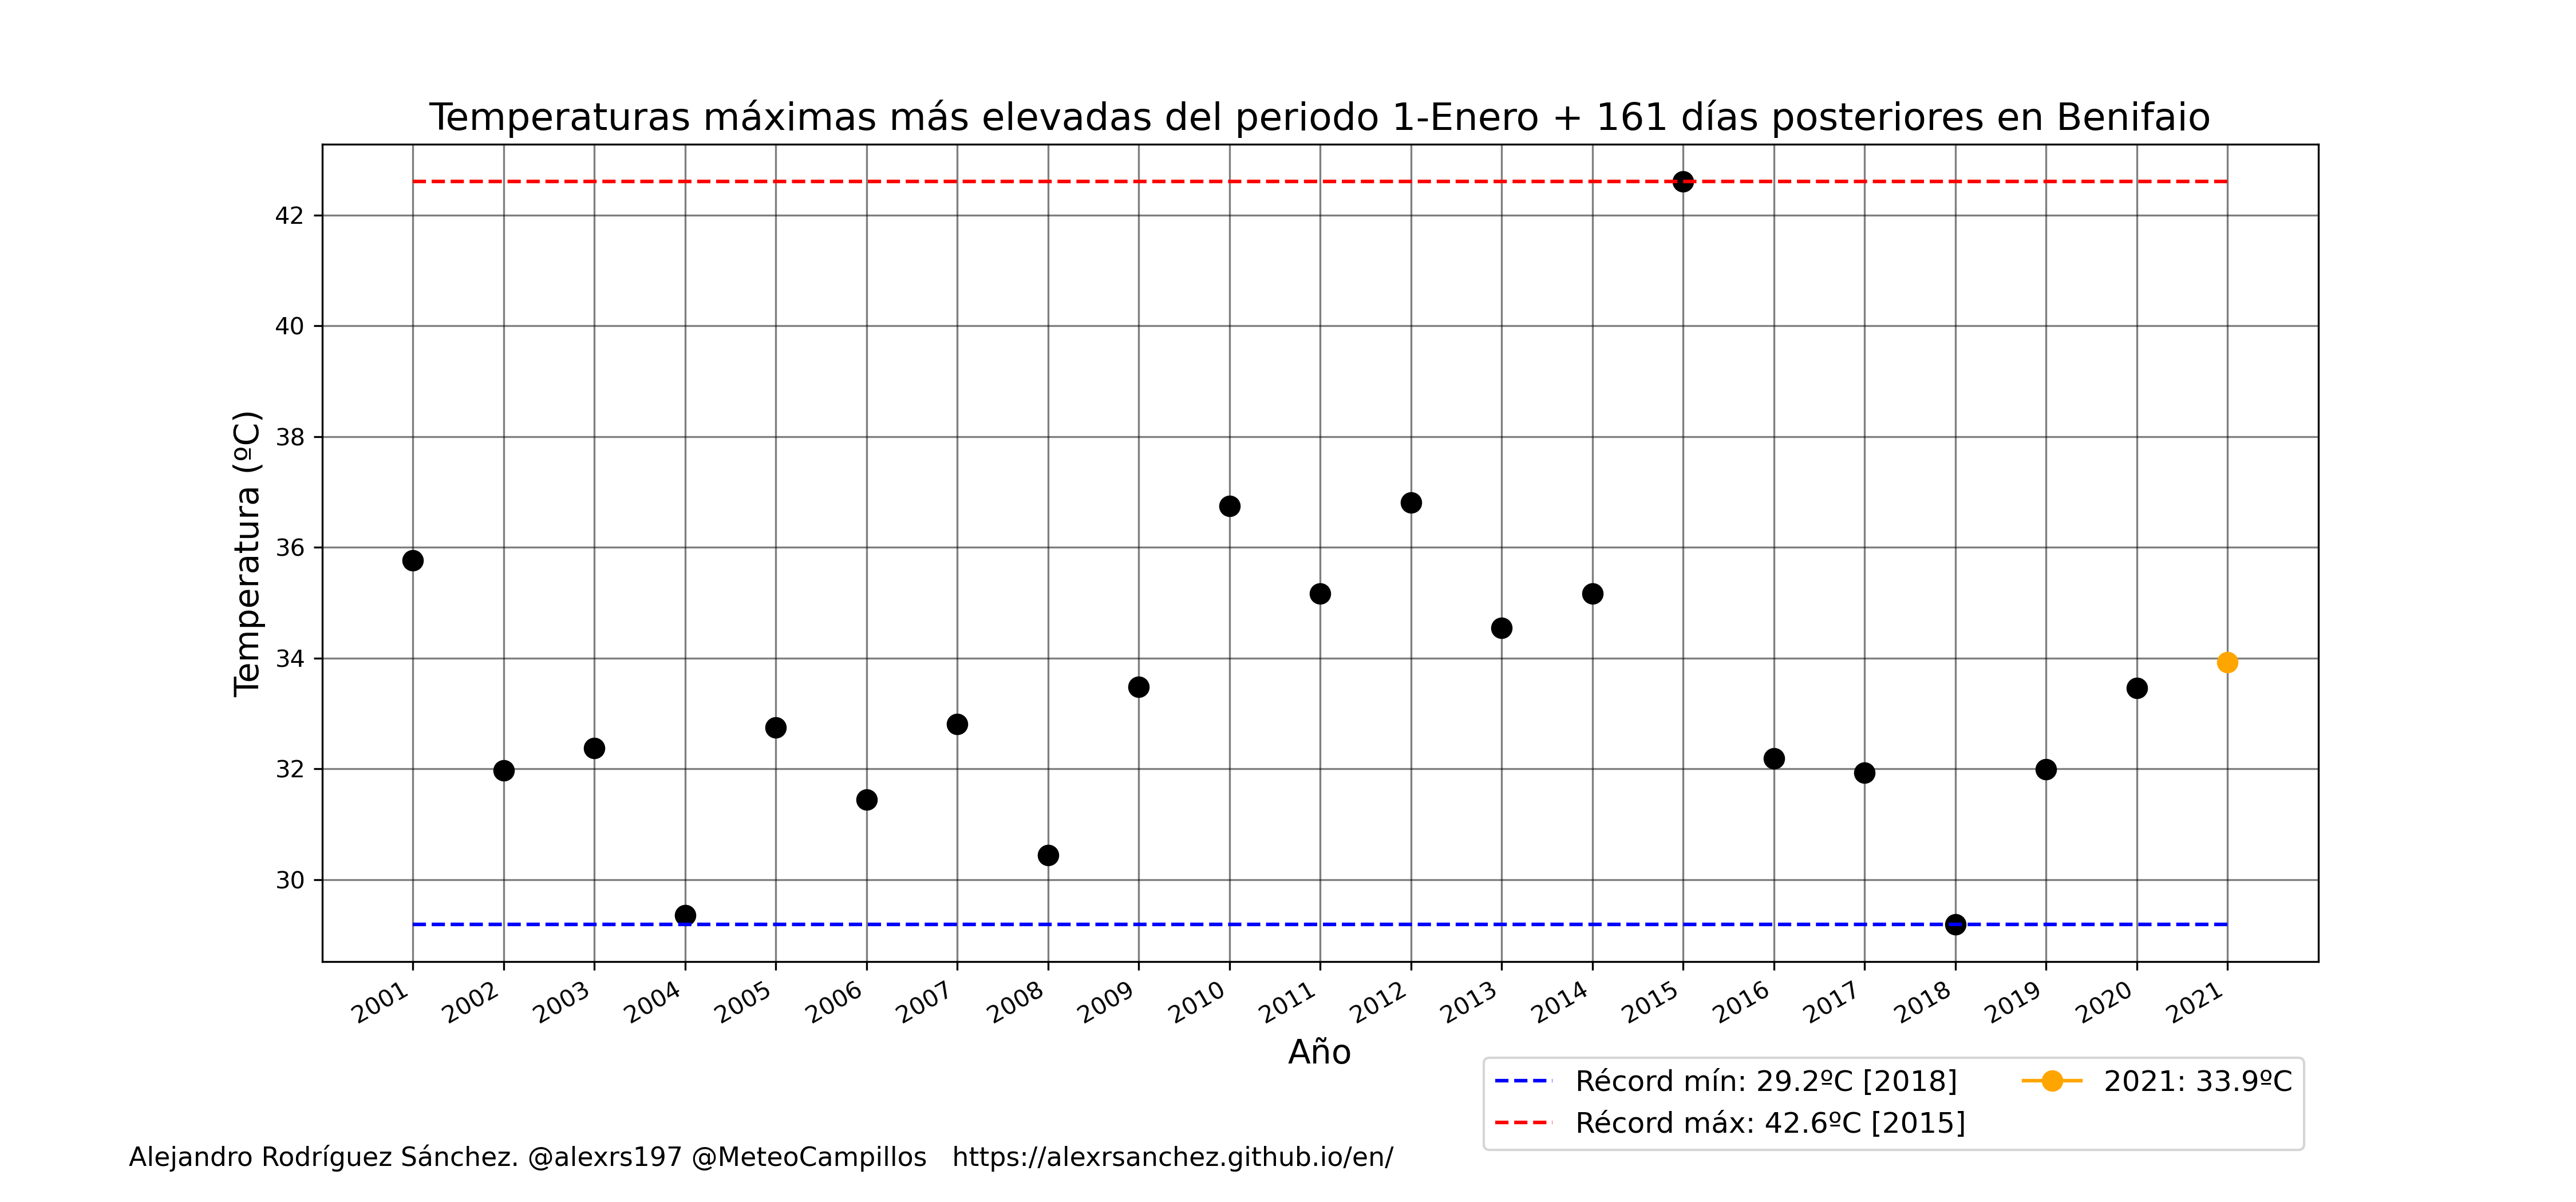 Temperaturas máximas más elevadas del periodo 1-Enero + 161 días posteriores en Benifaio
Temperatura (ºC)
42
40
38
36
34
32
30
2001 2002 2003 2004 2005 2006 2007 2008 2009 2010 2011 2012 2013 2014 2015 2016 2017 2018 2019 2020 2021
Año
Récord mín: 29.2ºC [2018]
Récord máx: 42.6ºC [2015]
2021: 33.9ºC
Alejandro Rodríguez Sánchez. @alexrs197 @MeteoCampillos https://alexrsanchez.github.io/en/